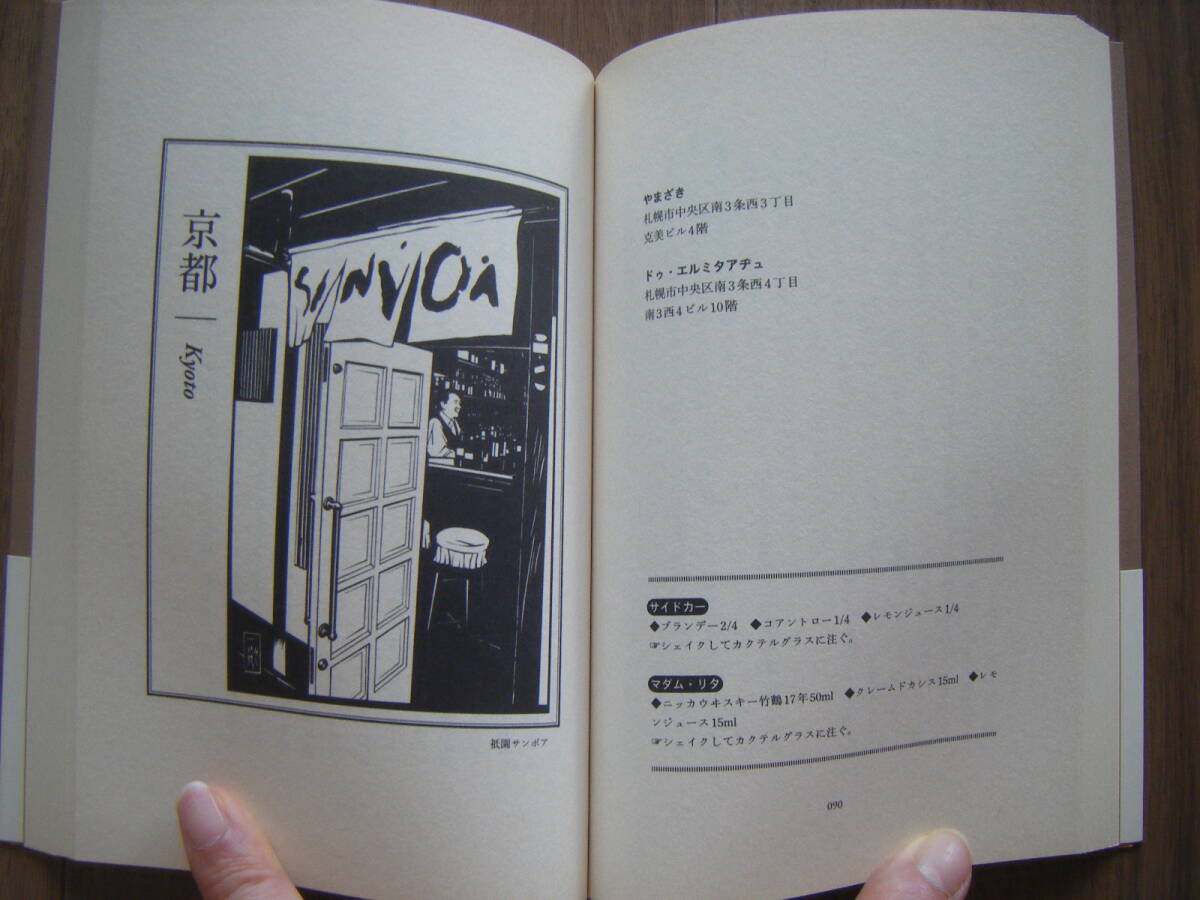 京都 | Kyoto
SUNVOA
祇園サンボア
やまざき
札幌市中央区南3条西3丁目
克美ビル4階
ドゥ・エルミタアヂュ
札幌市中央区南3条西4丁目
南3西4ビル10階
サイドカー
◆ブランデー2/4 ◆コアントロー1/4 ◆レモンジュース1/4
☞シェイクしてカクテルグラスに注ぐ。
マダム・リタ
◆ニッカウヰスキー竹鶴17年50ml ◆クレームドカシス15ml ◆レモ
ンジュース15ml
☞シェイクしてカクテルグラスに注ぐ。
090